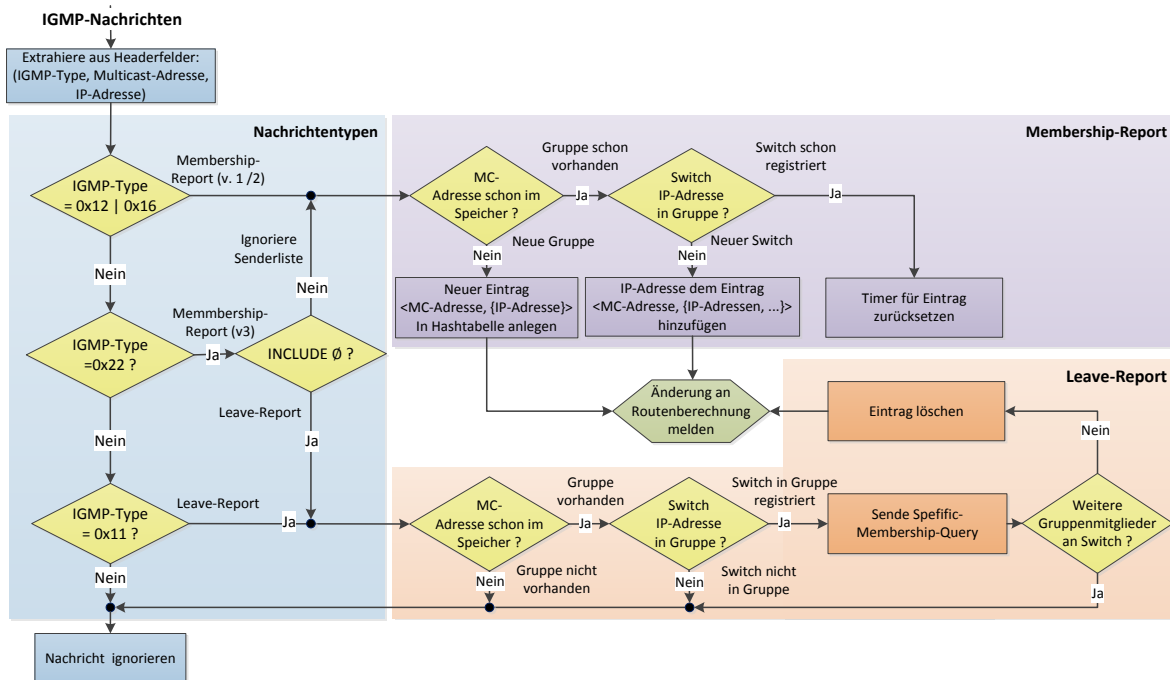 IGMP-Nachrichten
Extrahiere aus Headerfelder:
(IGMP-Type, Multicast-Adresse,
IP-Adresse)
Nachrichtentypen
IGMP-Type
= 0x12 | 0x16
Membership-
Report (v. 1 /2)
Nein
Ignoriere
Senderliste
Nein
IGMP-Type
=0x22 ?
Memmbership-
Report (v3)
Ja
INCLUDE Ø ?
Leave-Report
Ja
Nein
IGMP-Type
= 0x11 ?
Leave-Report
Ja
Nein
Nachricht ignorieren
Membership-Report
MC-
Adresse schon im
Speicher ?
Gruppe schon
vorhanden
Ja
Switch
IP-Adresse
in Gruppe ?
Switch schon
registriert
Ja
Neue Gruppe
Nein
Neuer Switch
Nein
Neuer Eintrag
<MC-Adresse, {IP-Adresse}>
In Hashtabelle anlegen
IP-Adresse dem Eintrag
<MC-Adresse, {IP-Adressen, ...}>
hinzufügen
Timer für Eintrag
zurücksetzen
Änderung an
Routenberechnung
melden
Leave-Report
Eintrag löschen
Nein
MC-
Adresse schon im
Speicher ?
Gruppe
vorhanden
Ja
Switch
IP-Adresse
in Gruppe ?
Switch in Gruppe
registriert
Ja
Sende Spefific-
Membership-Query
Weitere
Gruppenmitglieder
an Switch ?
Gruppe nicht
vorhanden
Nein
Switch nicht
in Gruppe
Nein
Ja